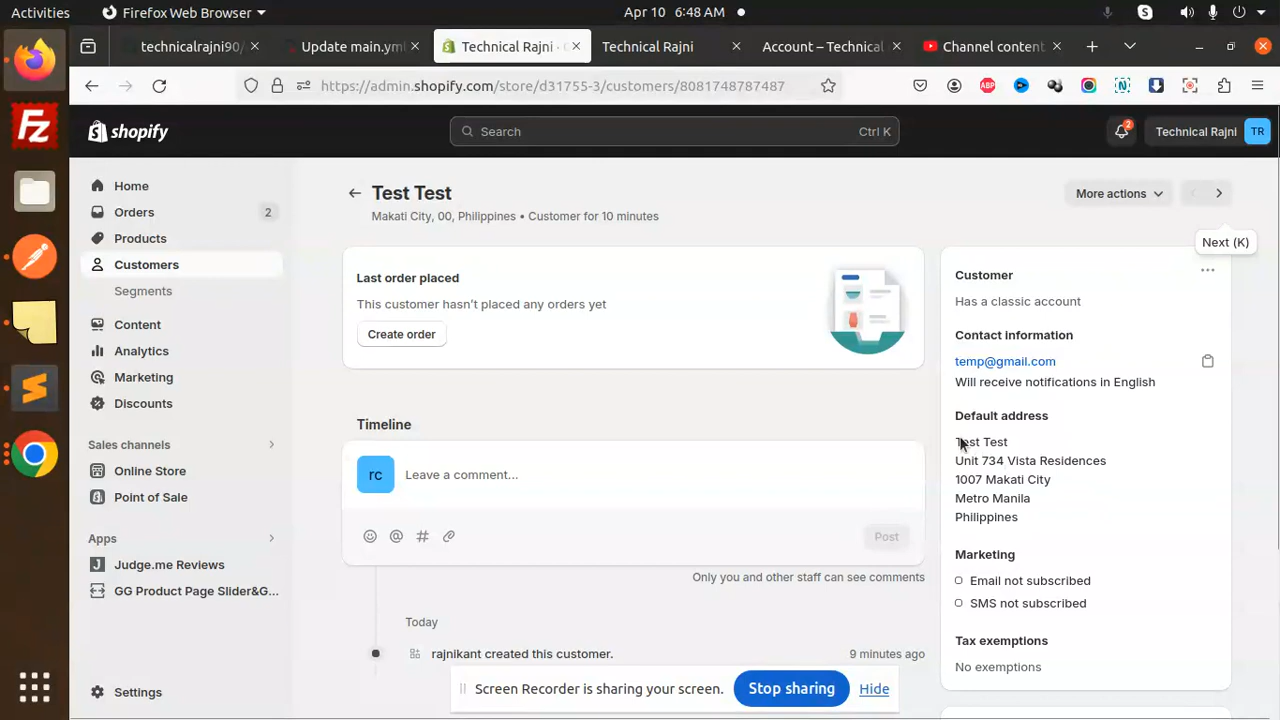 Activities
Firefox Web Browser
Apr 10 6:48 AM
technicalrajni90/
Update main.yml
Technical Rajni · C
Technical Rajni
Account – Technical
Channel content
https://admin.shopify.com/store/d31755-3/customers/8081748787487
shopify
Search
Ctrl K
2
Technical Rajni
TR
Home
Orders
2
Products
Customers
Segments
Content
Analytics
Marketing
Discounts
Sales channels
Online Store
Point of Sale
Apps
Judge.me Reviews
GG Product Page Slider&G...
Settings
Test Test
Makati City, 00, Philippines • Customer for 10 minutes
More actions
Next (K)
Last order placed
This customer hasn't placed any orders yet
Create order
Timeline
rc
Leave a comment...
Post
Only you and other staff can see comments
Today
rajnikant created this customer.
9 minutes ago
Customer
Has a classic account
Contact information
temp@gmail.com
Will receive notifications in English
Default address
Test Test
Unit 734 Vista Residences
1007 Makati City
Metro Manila
Philippines
Marketing
Email not subscribed
SMS not subscribed
Tax exemptions
No exemptions
Screen Recorder is sharing your screen.
Stop sharing
Hide